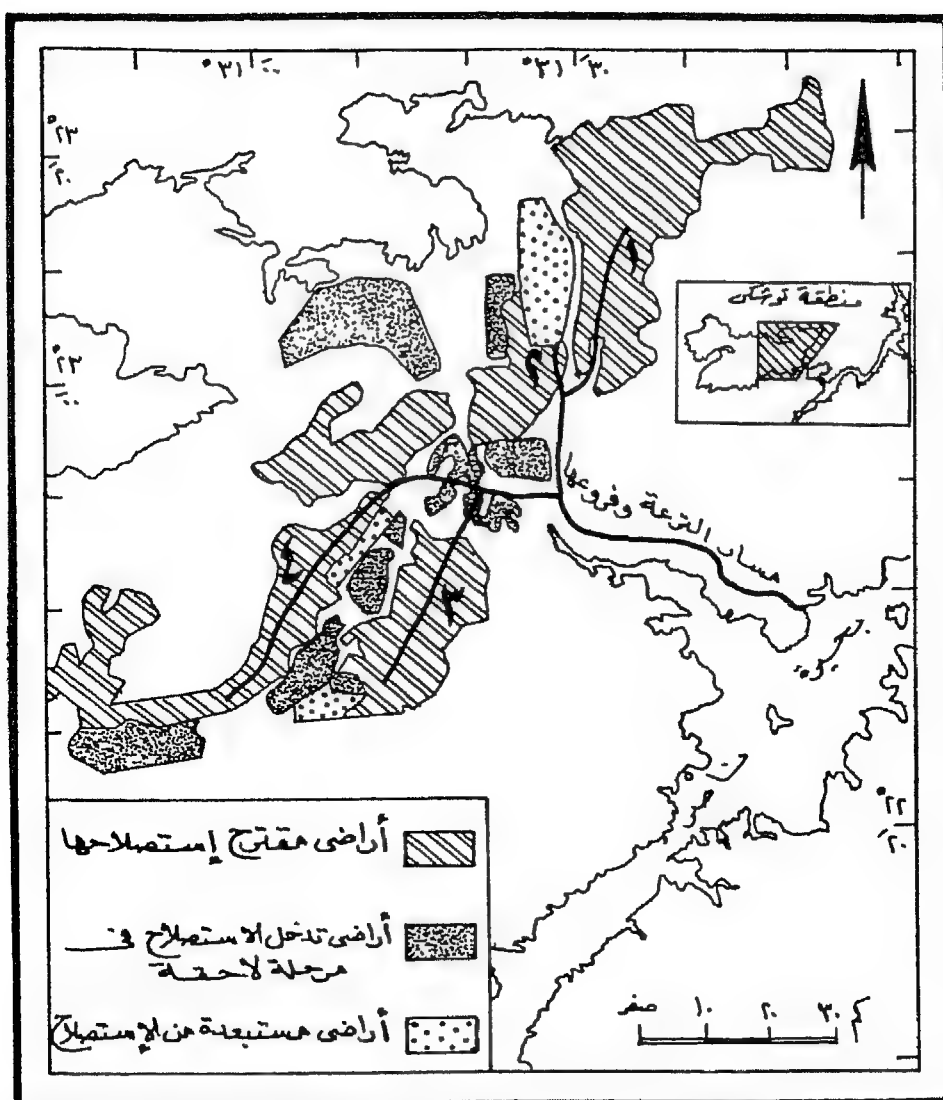 °٣١ َ٠٠
°٣١ َ٣٠
°٢٣
َ٢٠
منطقة توشكى
°٢٣
َ٠٠
١
٢
مسار الترعة وفروعها
٤
٣
بحيرة
ناصر
°٢٢
َ٢٠
أراضى مقترح إستصلاحها
أراضى تدخل الاستصلاح فى
مرحلة لاحقة
أراضى مستبعدة من الإستصلاح
صفر ١٠ ٢٠ ٣٠ كم